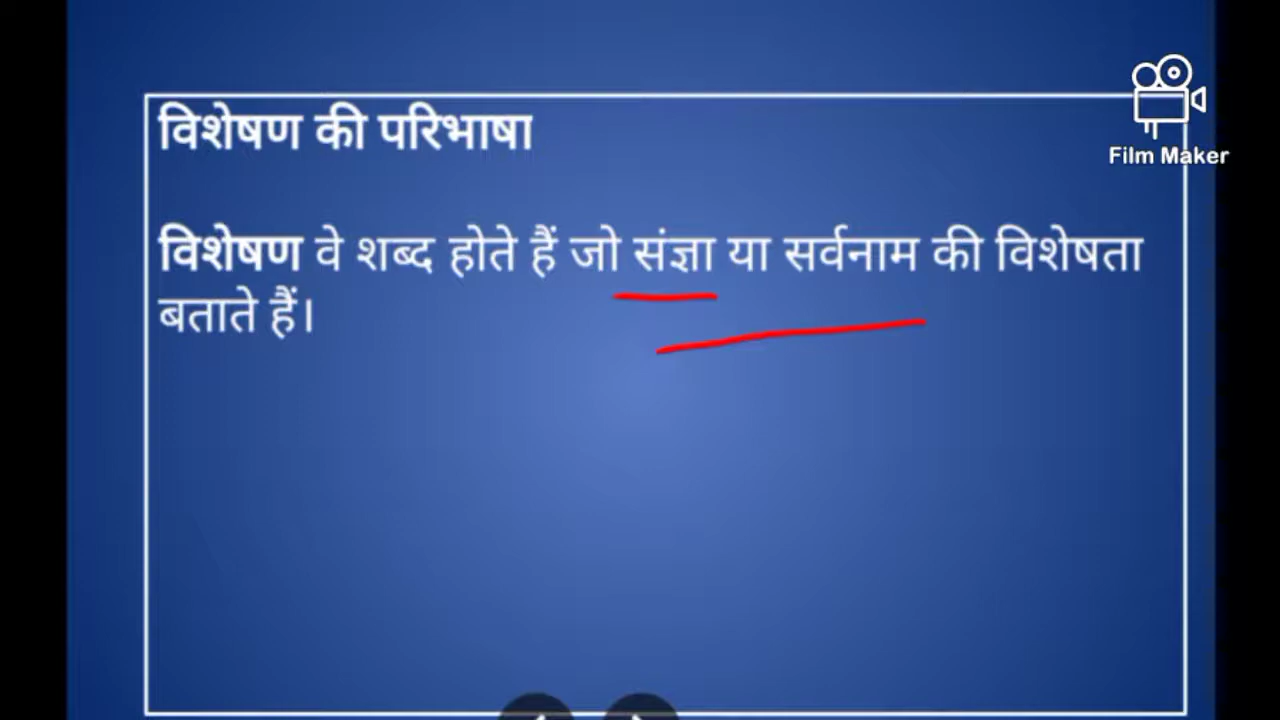 विशेषण की परिभाषा
Film Maker
विशेषण वे शब्द होते हैं जो संज्ञा या सर्वनाम की विशेषता
बताते हैं।